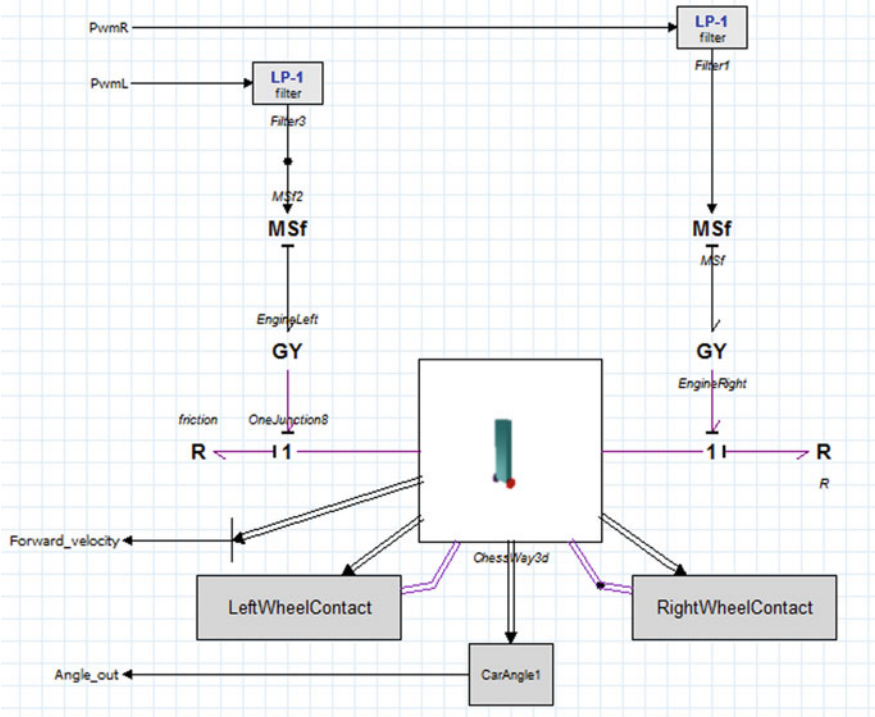 PwmR
LP-1
filter
Filter1
PwmL
LP-1
filter
Filter3
MSf2
MSf
MSf
MSf
EngineLeft
GY
GY
EngineRight
friction
OneJunction8
R
1
1
R
R
Forward_velocity
ChessWay3d
LeftWheelContact
RightWheelContact
Angle_out
CarAngle1